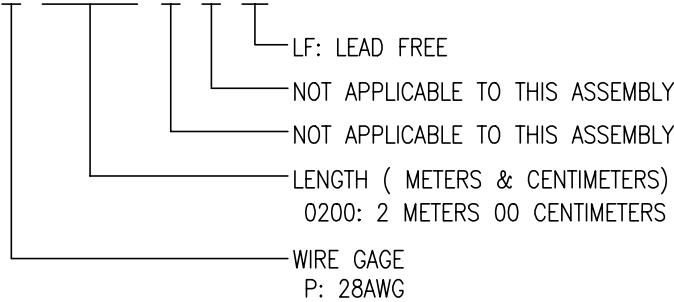 LF: LEAD FREE
NOT APPLICABLE TO THIS ASSEMBLY
NOT APPLICABLE TO THIS ASSEMBLY
LENGTH ( METERS & CENTIMETERS)
0200: 2 METERS 00 CENTIMETERS
WIRE GAGE
P: 28AWG